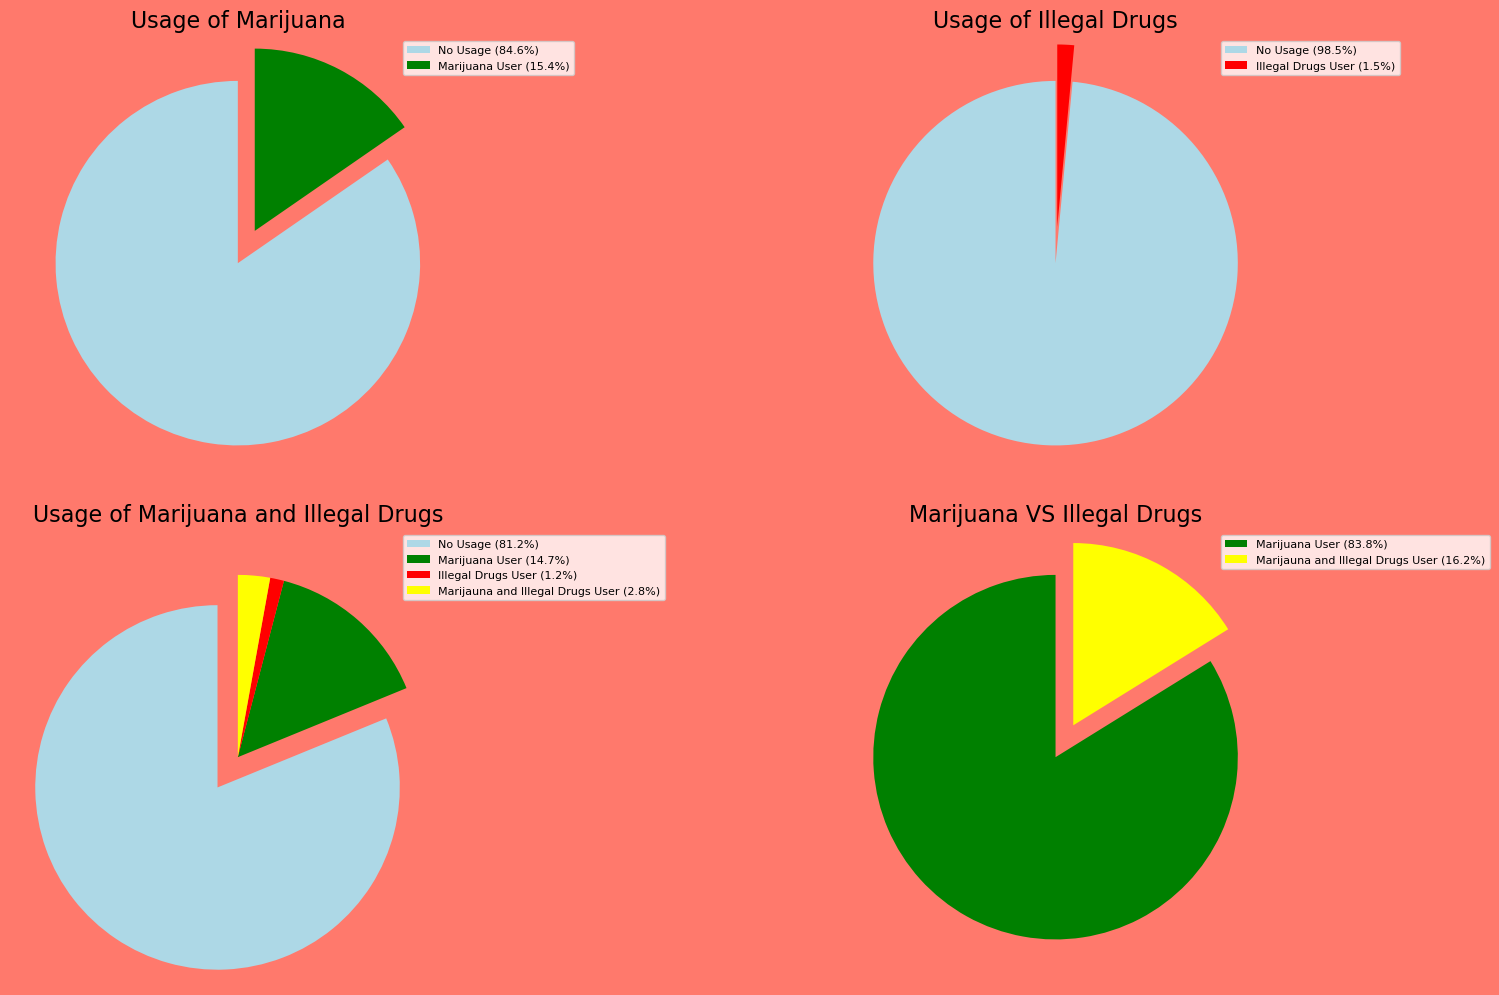 Usage of Marijuana
No Usage (84.6%)
Marijuana User (15.4%)
Usage of Illegal Drugs
No Usage (98.5%)
Illegal Drugs User (1.5%)
Usage of Marijuana and Illegal Drugs
No Usage (81.2%)
Marijuana User (14.7%)
Illegal Drugs User (1.2%)
Marijauna and Illegal Drugs User (2.8%)
Marijuana VS Illegal Drugs
Marijuana User (83.8%)
Marijuana and Illegal Drugs User (16.2%)